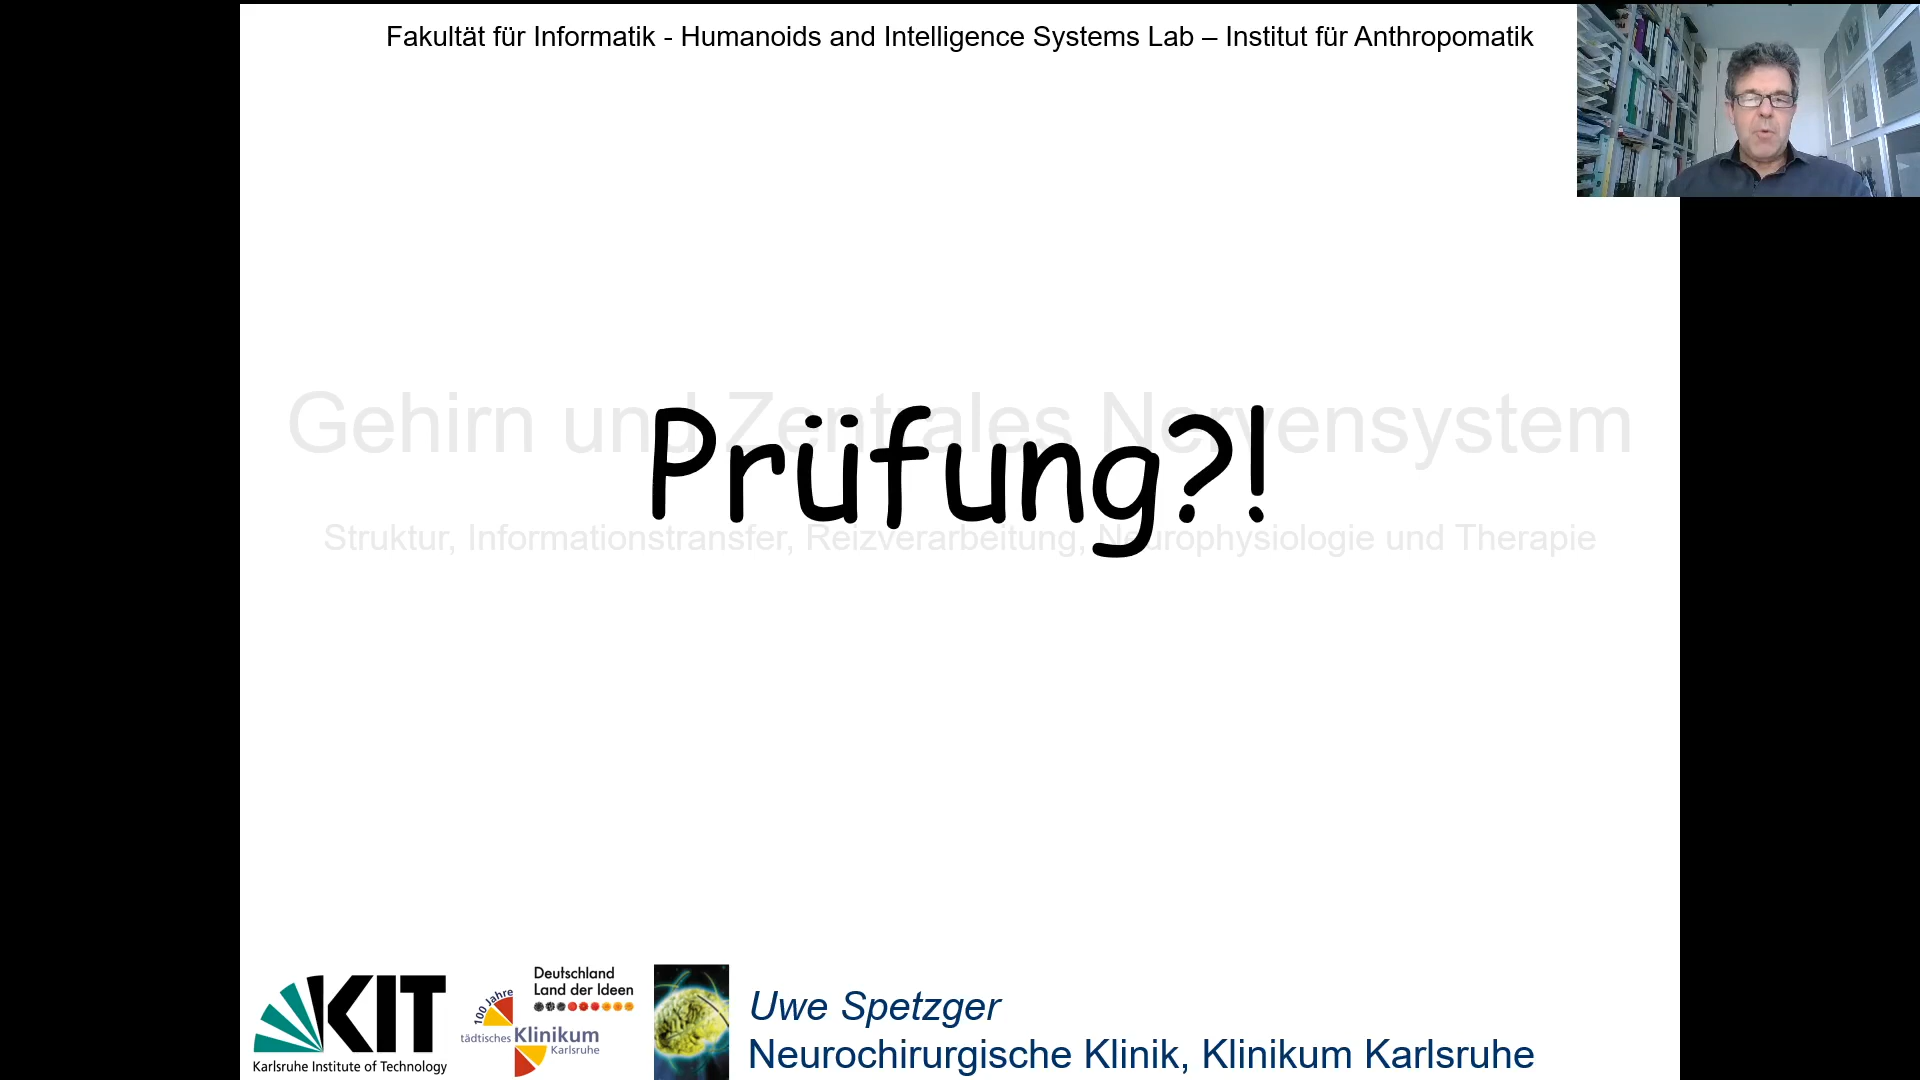 Fakultät für Informatik - Humanoids and Intelligence Systems Lab – Institut für Anthropomatik
Gehirn und Zentrales Nervensystem
Prüfung?!
Struktur, Informationstransfer, Reizverarbeitung, Neurophysiologie und Therapie
KIT
Karlsruhe Institute of Technology
Deutschland
Land der Ideen
100 Jahre
tädtisches Klinikum
Karlsruhe
Uwe Spetzger
Neurochirurgische Klinik, Klinikum Karlsruhe